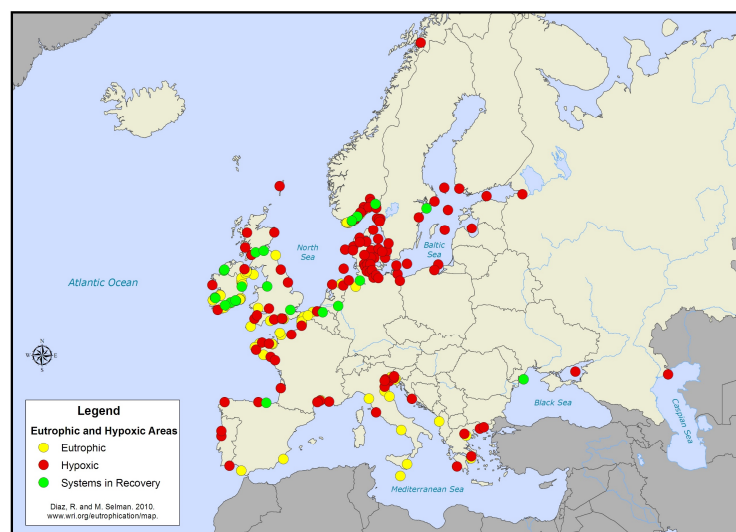 North
Sea
Baltic
Sea
Atlantic Ocean
N
W
E
S
Black Sea
Caspian Sea
Mediterranean Sea
Legend
Eutrophic and Hypoxic Areas
Eutrophic
Hypoxic
Systems in Recovery
Diaz, R. and M. Selman. 2010.
www.wri.org/eutrophication/map.